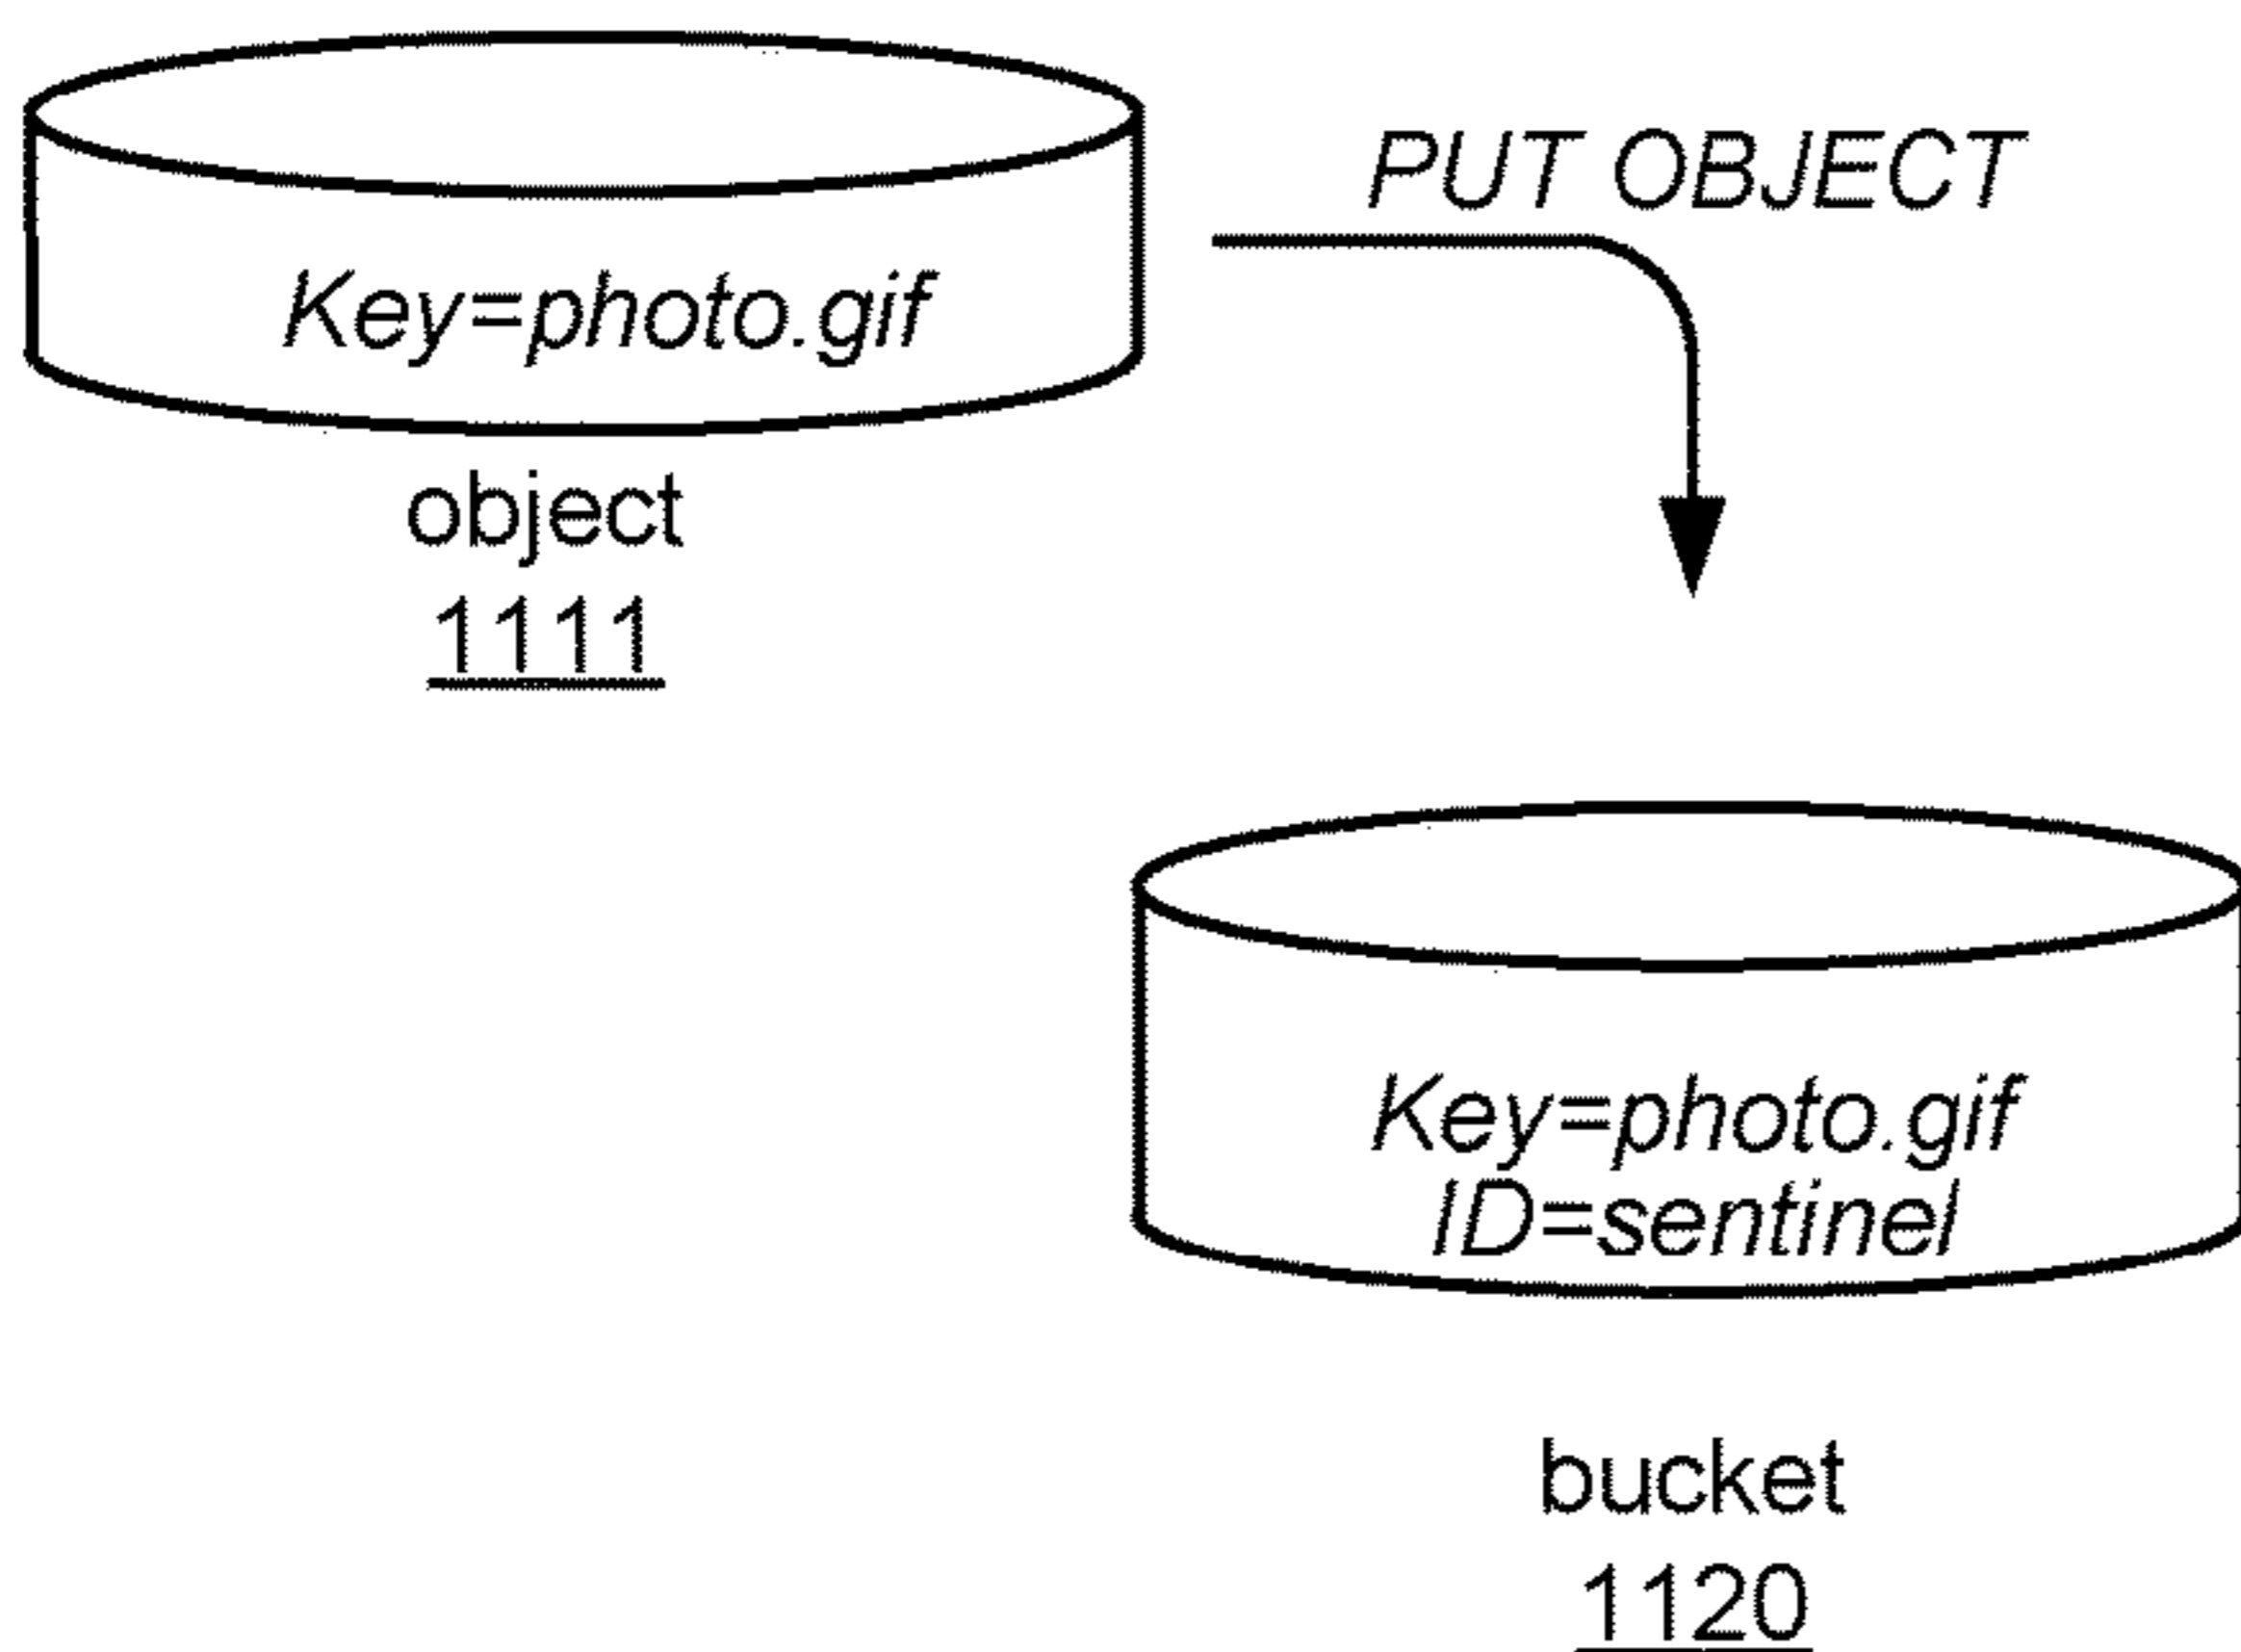 PUT OBJECT
Key=photo.gif
object
1111
Key=photo.gif
ID=sentinel
bucket
1120